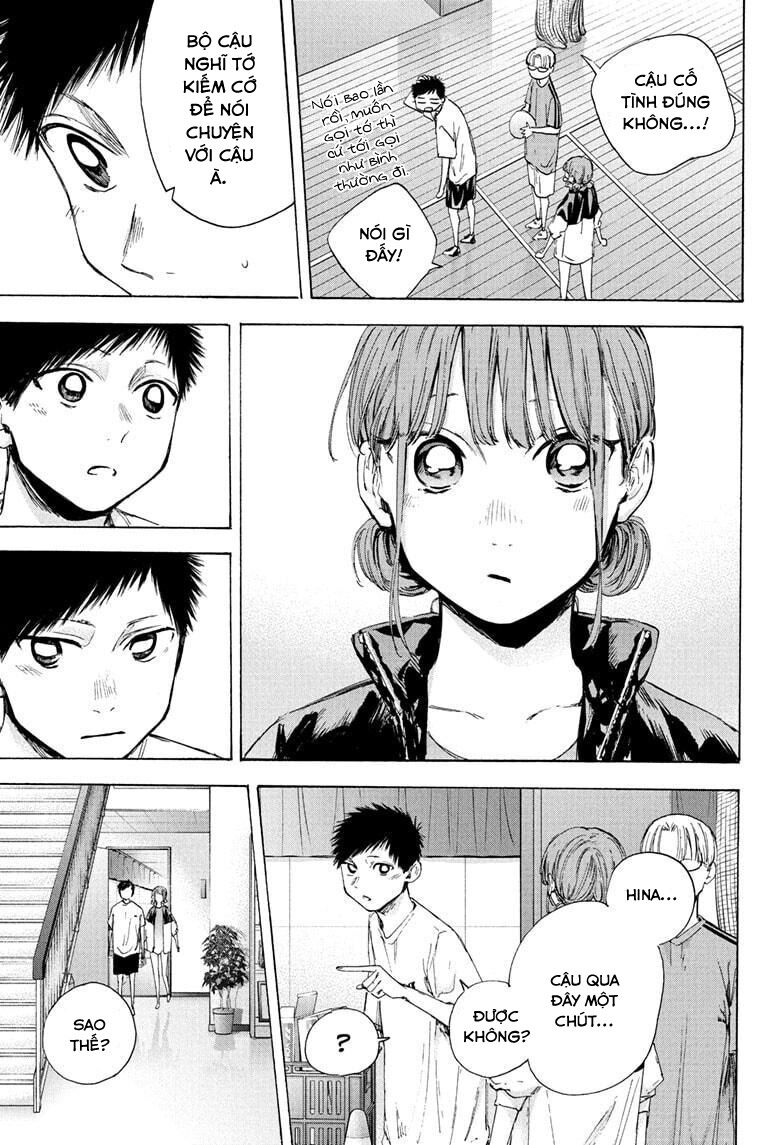 CẬU CỐ
TÌNH ĐÚNG
KHÔNG...!
Nói bao lần
rồi, muốn
gọi tớ thì
cứ tới gọi
như bình
thường đi.
NÓI GÌ
ĐẤY!
BỘ CẬU
NGHĨ TỚ
KIẾM CỚ
ĐỂ NÓI
CHUYỆN
VỚI CẬU
À.
HINA...
CẬU QUA
ĐÂY MỘT
CHÚT...
ĐƯỢC
KHÔNG?
?
SAO
THẾ?